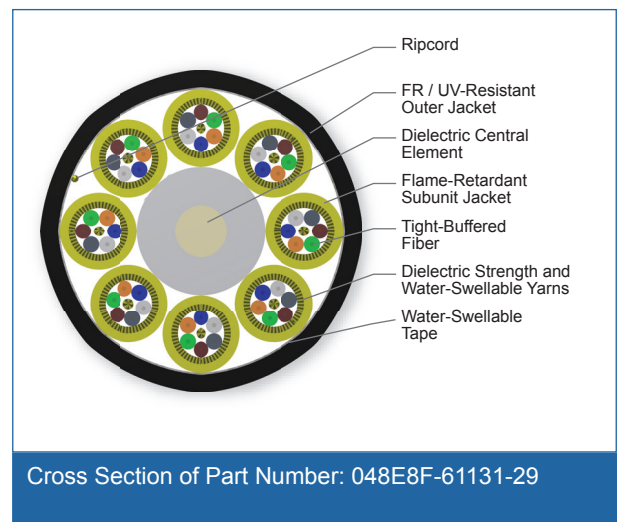 Ripcord
FR / UV-Resistant
Outer Jacket
Dielectric Central
Element
Flame-Retardant
Subunit Jacket
Tight-Buffered
Fiber
Dielectric Strength and
Water-Swellable Yarns
Water-Swellable
Tape
Cross Section of Part Number: 048E8F-61131-29